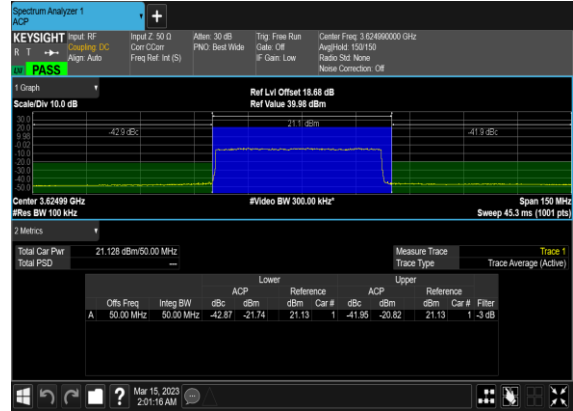 Spectrum Analyzer 1
ACP
KEYSIGHT Input: RF Input Z: 50 Ω Atten: 30 dB Trig: Free Run Center Freq: 3.624990000 GHz
R T Coupling: DC Corr CCorr PNO: Best Wide Gate: Off Avg|Hold: 150/150
Align: Auto Freq Ref: Int (S) IF Gain: Low Radio Std: None
LXI PASS Noise Correction: Off
1 Graph Ref Lvl Offset 18.68 dB
Scale/Div 10.0 dB Ref Value 39.98 dBm
30.0
20.0
9.98
-0.02
-10.0
-20.0
-30.0
-40.0
-50.0
-42.9 dBc 21.1 dBm -41.9 dBc
Center 3.62499 GHz #Video BW 300.00 kHz* Span 150 MHz
#Res BW 100 kHz Sweep 45.3 ms (1001 pts)
2 Metrics
Total Car Pwr 21.128 dBm/50.00 MHz Measure Trace Trace 1
Total PSD --- Trace Type Trace Average (Active)
Lower Upper
ACP Reference ACP Reference
Offs Freq Integ BW dBc dBm dBm Car # dBc dBm dBm Car # Filter
A 50.00 MHz 50.00 MHz -42.87 -21.74 21.13 1 -41.95 -20.82 21.13 1 -3 dB
Mar 15, 2023
2:01:16 AM